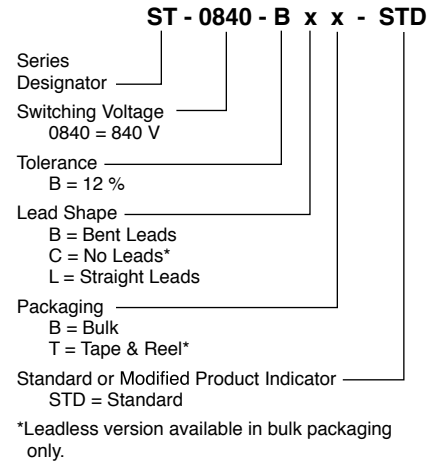 ST - 0840 - B x x - STD
Series
Designator
Switching Voltage
0840 = 840 V
Tolerance
B = 12 %
Lead Shape
B = Bent Leads
C = No Leads*
L = Straight Leads
Packaging
B = Bulk
T = Tape & Reel*
Standard or Modified Product Indicator
STD = Standard
*Leadless version available in bulk packaging
only.